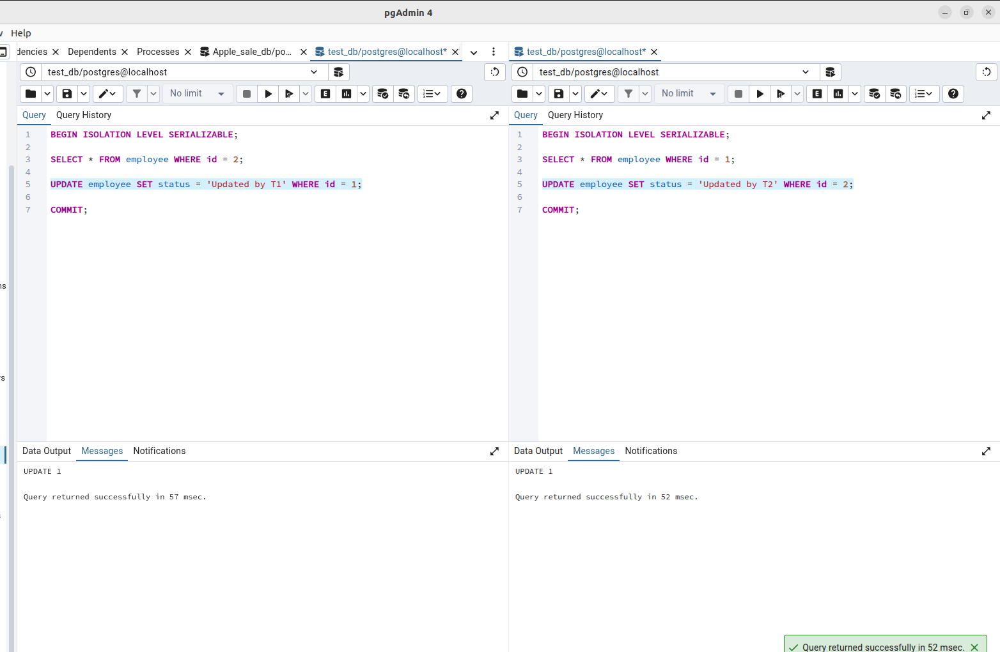 pgAdmin 4
Help
dencies Dependents Processes Apple_sale_db/po... test_db/postgres@localhost* test_db/postgres@localhost*
test_db/postgres@localhost
No limit
Query Query History
1 BEGIN ISOLATION LEVEL SERIALIZABLE;
2
3 SELECT * FROM employee WHERE id = 2;
4
5 UPDATE employee SET status = 'Updated by T1' WHERE id = 1;
6
7 COMMIT;
Data Output Messages Notifications
UPDATE 1
Query returned successfully in 57 msec.
test_db/postgres@localhost
No limit
Query Query History
1 BEGIN ISOLATION LEVEL SERIALIZABLE;
2
3 SELECT * FROM employee WHERE id = 1;
4
5 UPDATE employee SET status = 'Updated by T2' WHERE id = 2;
6
7 COMMIT;
Data Output Messages Notifications
UPDATE 1
Query returned successfully in 52 msec.
Query returned successfully in 52 msec.